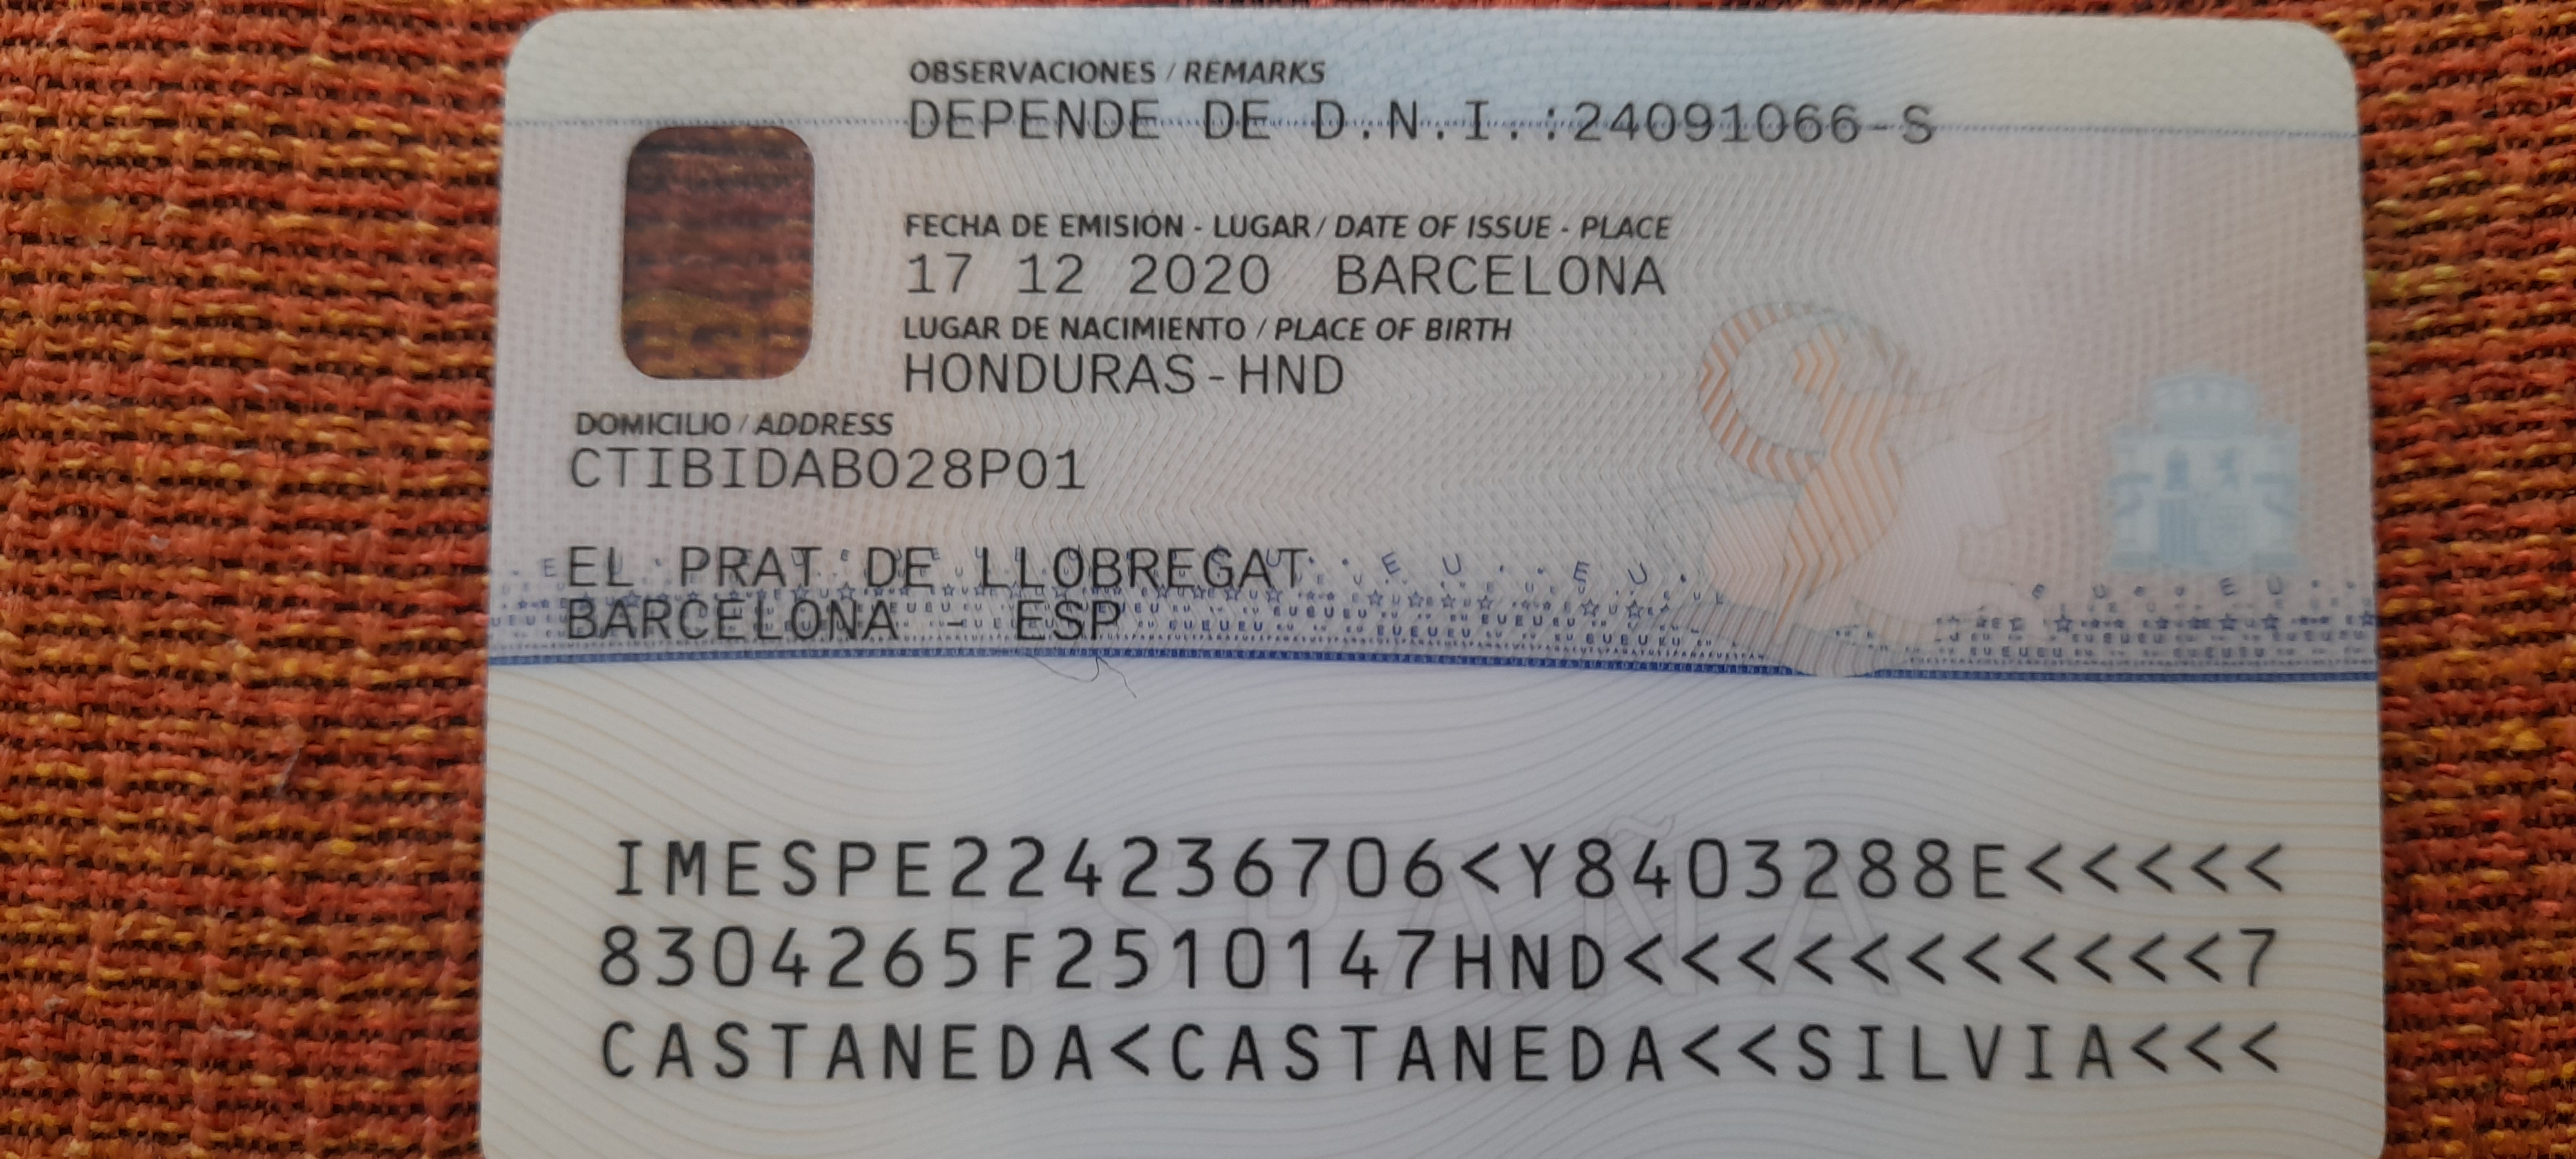 OBSERVACIONES / REMARKS
DEPENDE DE D.N.I.:24091066-S
FECHA DE EMISIÓN - LUGAR / DATE OF ISSUE - PLACE
17 12 2020 BARCELONA
LUGAR DE NACIMIENTO / PLACE OF BIRTH
HONDURAS-HND
DOMICILIO / ADDRESS
CTIBIDABO28P01
EL PRAT DE LLOBREGAT
BARCELONA-ESP
IMESPE224236706<Y8403288E<<<<<
8304265F2510147HND<<<<<<<<<<<7
CASTANEDA<CASTANEDA<<SILVIA<<<